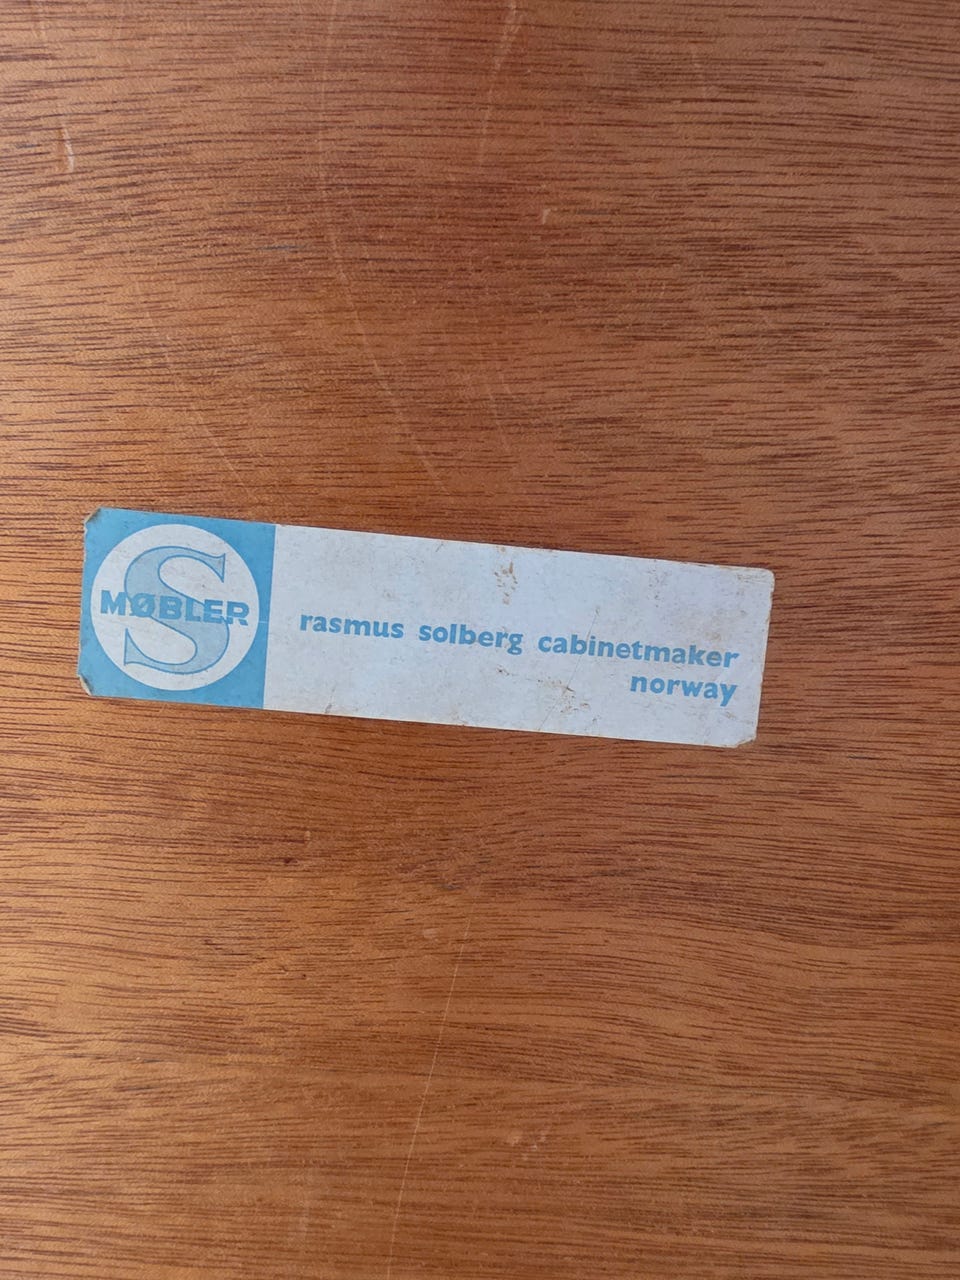 S
MØBLER
rasmus solberg cabinetmaker
norway